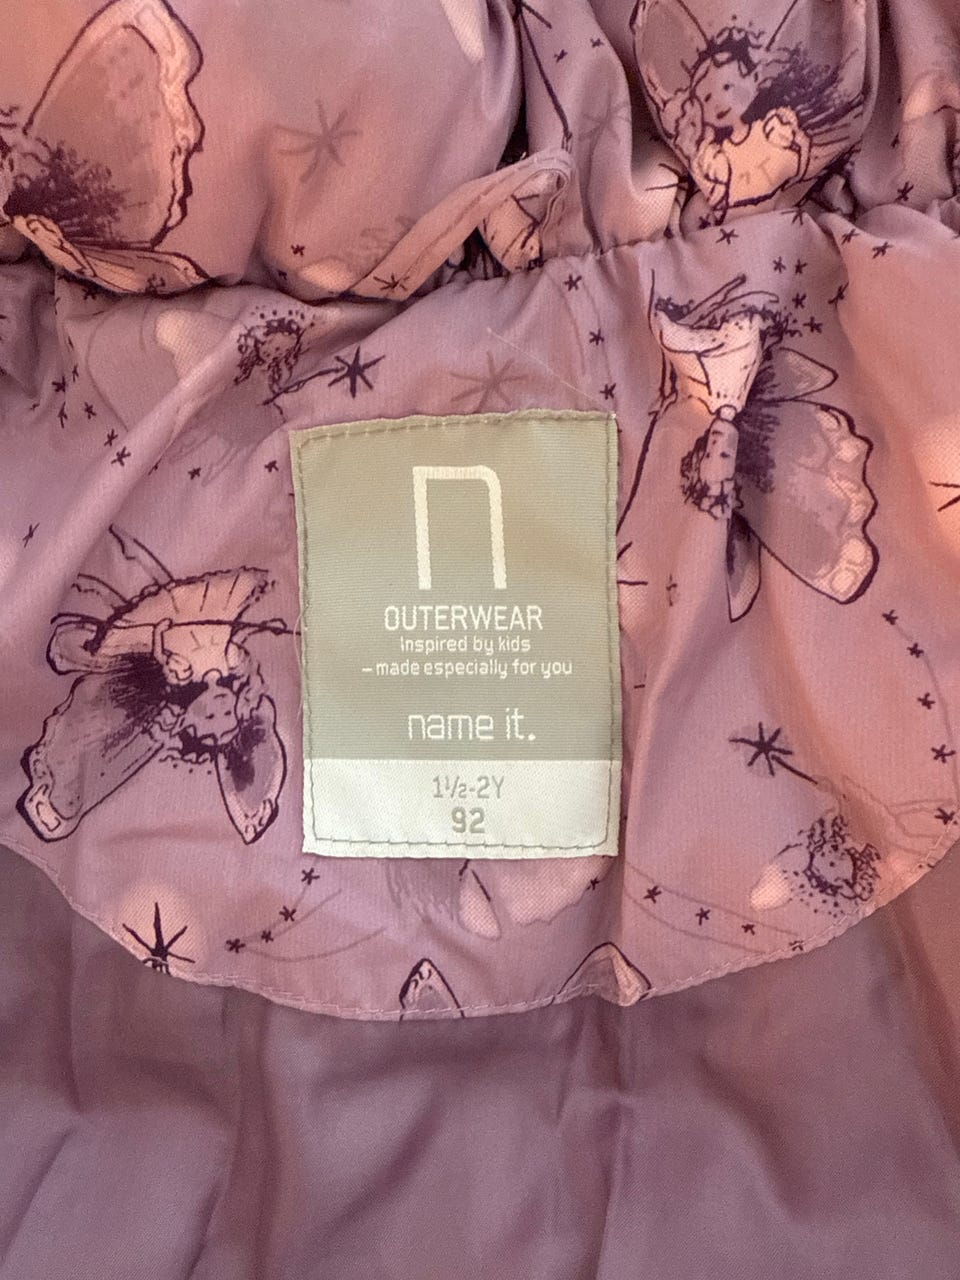 n
OUTERWEAR
Inspired by kids
– made especially for you
name it.
1½-2Y
92